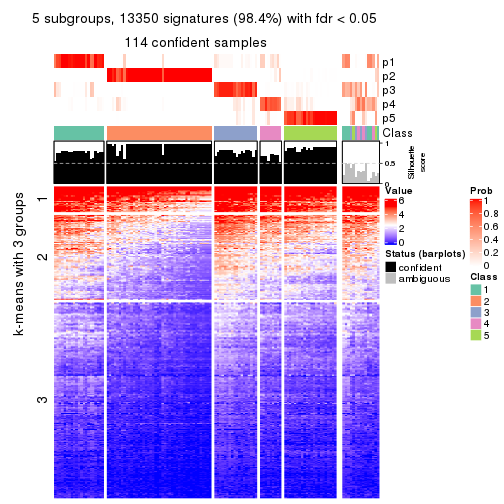 5 subgroups, 13350 signatures (98.4%) with fdr < 0.05
114 confident samples
p1
p2
p3
p4
p5
Class
1
0.5
0
Silhouette
score
k-means with 3 groups
1
2
3
Value
6
4
2
0
Status (barplots)
confident
ambiguous
Prob
1
0.8
0.6
0.4
0.2
0
Class
1
2
3
4
5